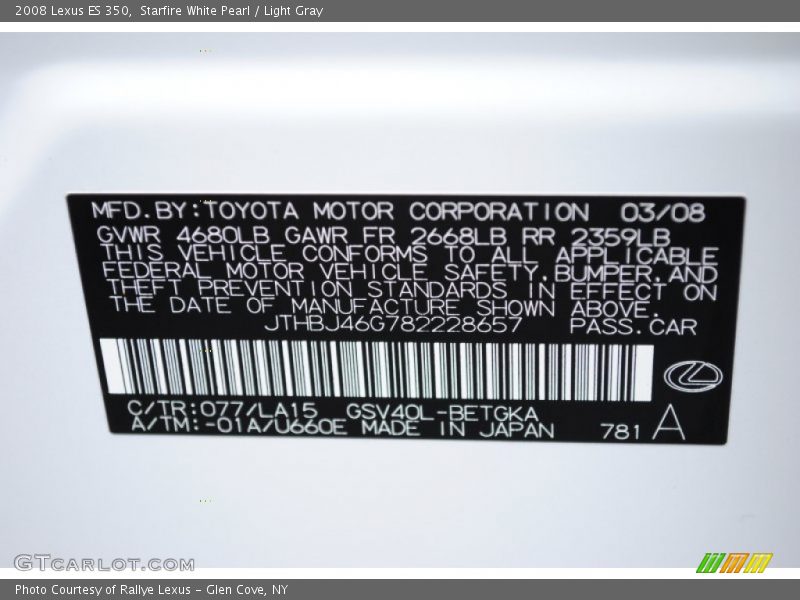 2008 Lexus ES 350,  Starfire White Pearl / Light Gray
MFD.BY:TOYOTA MOTOR CORPORATION 03/08
GVWR 4680LB GAWR FR 2668LB RR 2359LB
THIS VEHICLE CONFORMS TO ALL APPLICABLE
FEDERAL MOTOR VEHICLE SAFETY,BUMPER,AND
THEFT PREVENTION STANDARDS IN EFFECT ON
THE DATE OF MANUFACTURE SHOWN ABOVE.
JTHBJ46G782228657 PASS.CAR
C/TR:077/LA15 GSV40L-BETGKA
A/TM:-01A/U660E MADE IN JAPAN 781 A
GTCARLOT.COM
Photo Courtesy of Rallye Lexus - Glen Cove, NY